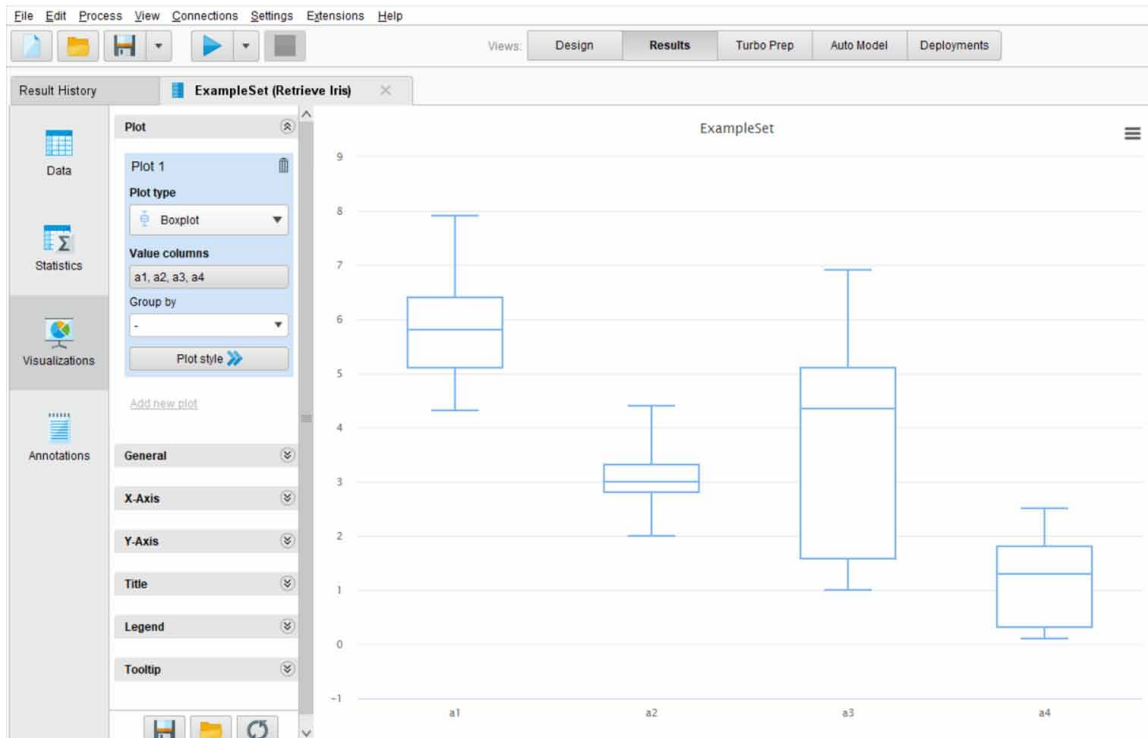 File Edit Process View Connections Settings Extensions Help
Views: Design Results Turbo Prep Auto Model Deployments
Result History
ExampleSet (Retrieve Iris)
Data
Statistics
Visualizations
Annotations
Plot
Plot 1
Plot type
Boxplot
Value columns
a1, a2, a3, a4
Group by
-
Plot style
Add new plot
General
X-Axis
Y-Axis
Title
Legend
Tooltip
ExampleSet
9
8
7
6
5
4
3
2
1
0
-1
a1 a2 a3 a4